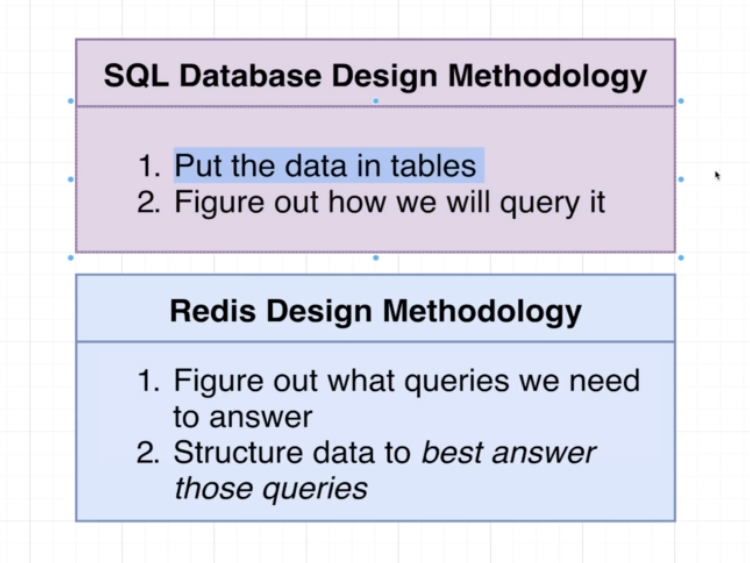 SQL Database Design Methodology
1. Put the data in tables
2. Figure out how we will query it
Redis Design Methodology
1. Figure out what queries we need
to answer
2. Structure data to best answer
those queries